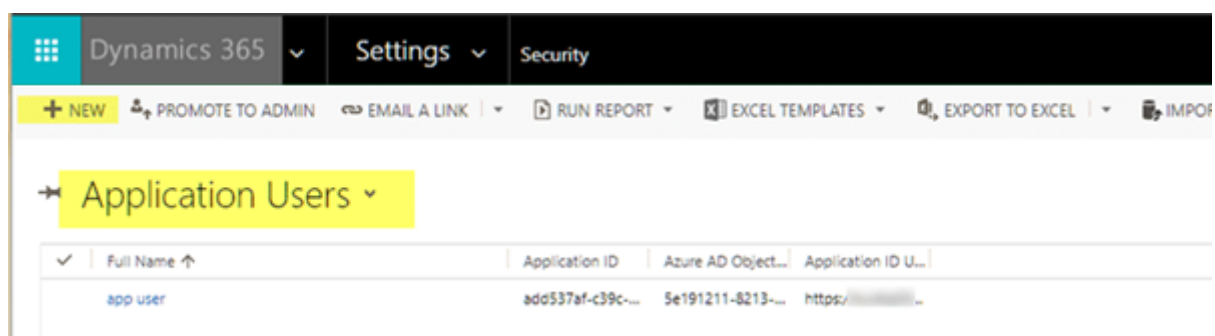 Dynamics 365 Settings Security
NEW PROMOTE TO ADMIN EMAIL A LINK RUN REPORT EXCEL TEMPLATES EXPORT TO EXCEL IMPOR
Application Users
Full Name Application ID Azure AD Object... Application ID U...
app user add537af-c39c-... 5e191211-8213-... https:/ ..